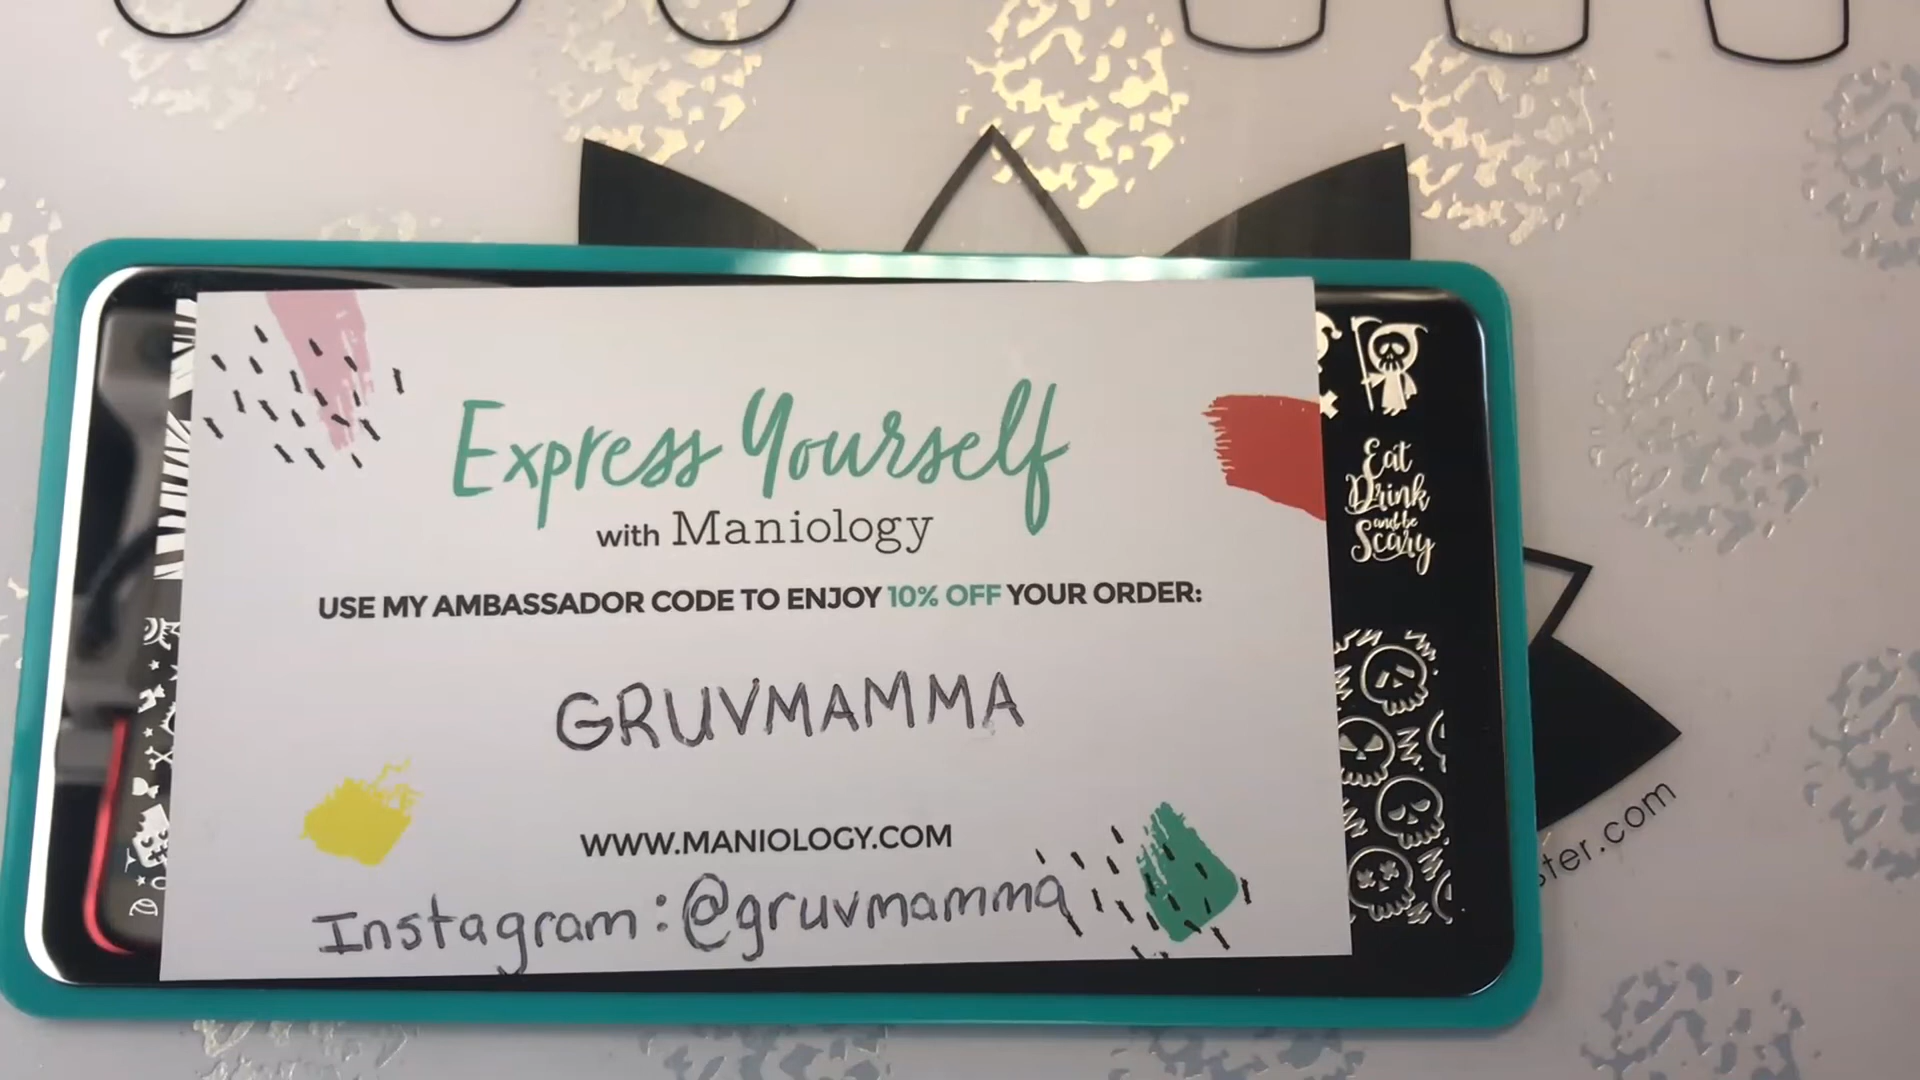 Express Yourself
with Maniology
USE MY AMBASSADOR CODE TO ENJOY 10% OFF YOUR ORDER:
GRUVMAMMA
WWW.MANIOLOGY.COM
Instagram: @gruvmamma
Eat
Drink
and be
Scary
ster.com